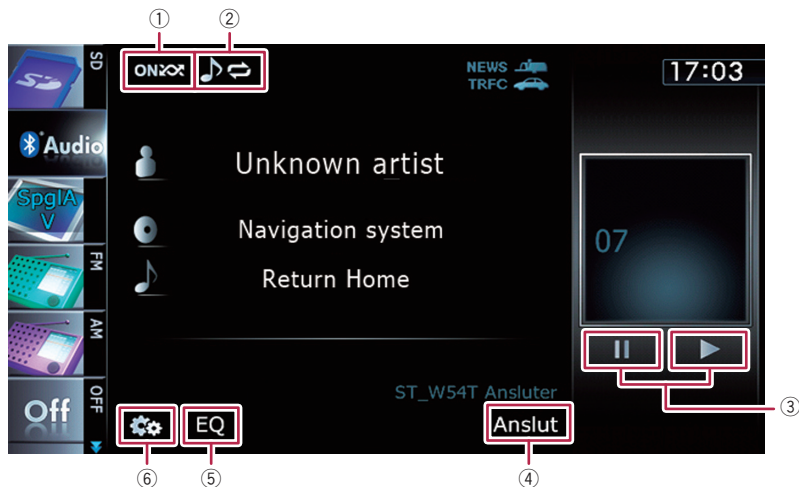 ① ②
SD
ON
NEWS
TRFC
17:03
Audio
Unknown artist
SpglA
V
Navigation system
07
FM
Return Home
AM
③
ST_W54T Ansluter
Off
OFF
EQ
Anslut
⑥ ⑤ ④